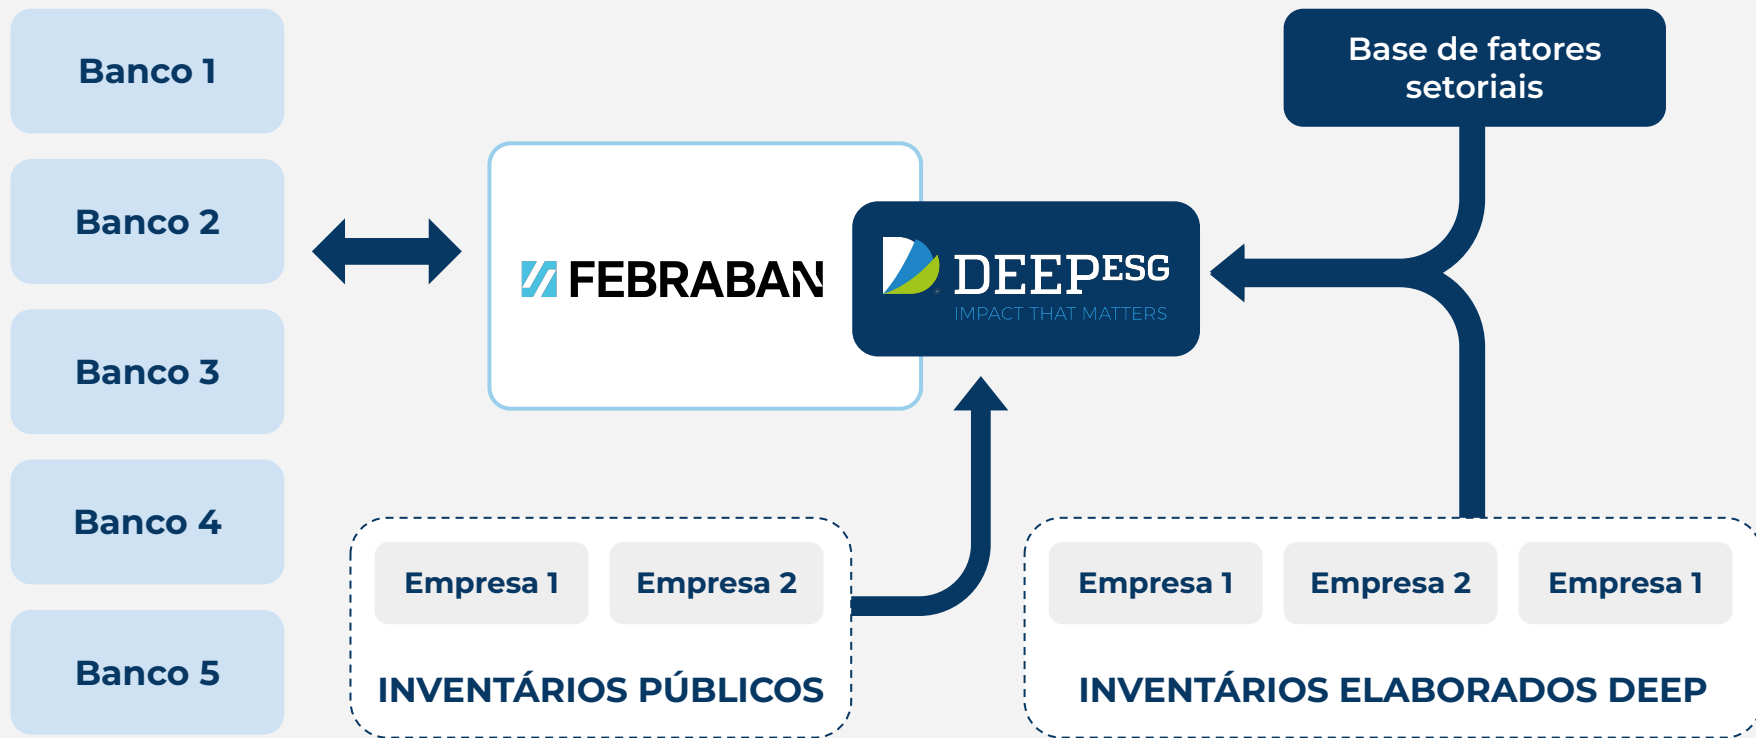 Banco 1
Banco 2
Banco 3
Banco 4
Banco 5
FEBRABAN
DEEPESG
IMPACT THAT MATTERS
Base de fatores
setoriais
Empresa 1
Empresa 2
INVENTÁRIOS PÚBLICOS
Empresa 1
Empresa 2
Empresa 1
INVENTÁRIOS ELABORADOS DEEP